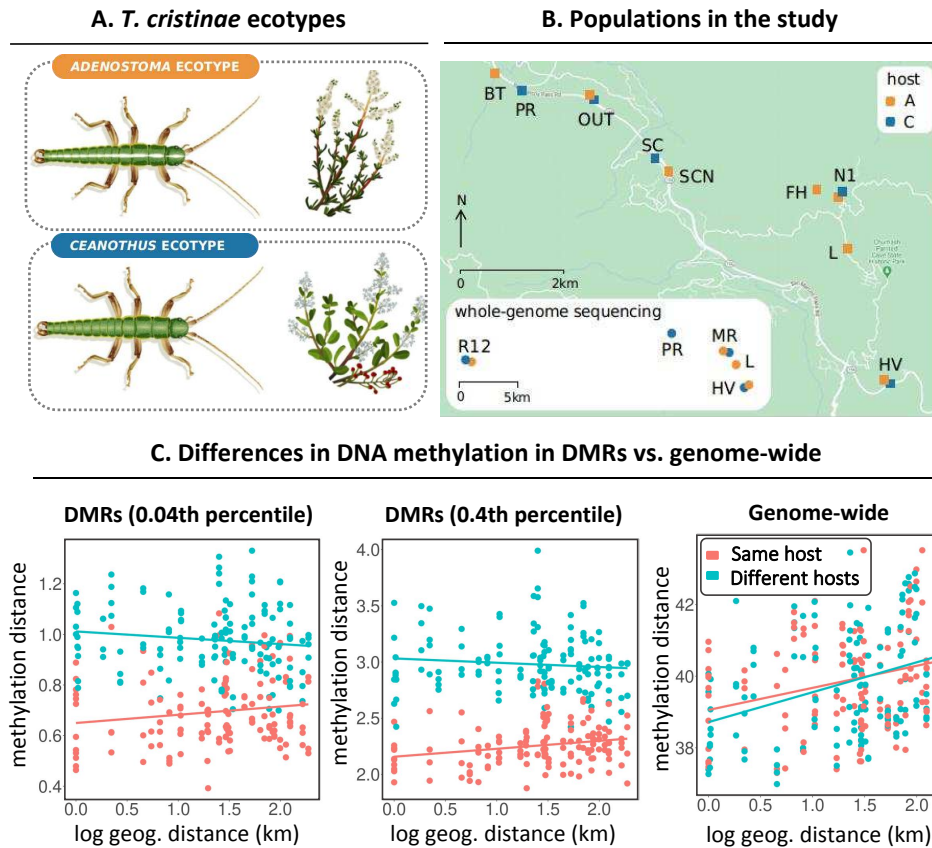 A. T. cristinae ecotypes
B. Populations in the study
ADENOSTOMA ECOTYPE
CEANOTHUS ECOTYPE
BT
PR
OUT
SC
SCN
FH
N1
L
HV
host
A
C
N
2km
whole-genome sequencing
R12
PR
MR
L
HV
5km
C. Differences in DNA methylation in DMRs vs. genome-wide
DMRs (0.04th percentile)
methylation distance
1.2
1.0
0.8
0.6
0.4
0.0 0.5 1.0 1.5 2.0
log geog. distance (km)
DMRs (0.4th percentile)
methylation distance
4.0
3.5
3.0
2.5
2.0
0.0 0.5 1.0 1.5 2.0
log geog. distance (km)
Genome-wide
Same host
Different hosts
methylation distance
42
40
38
0.0 0.5 1.0 1.5 2.0
log geog. distance (km)